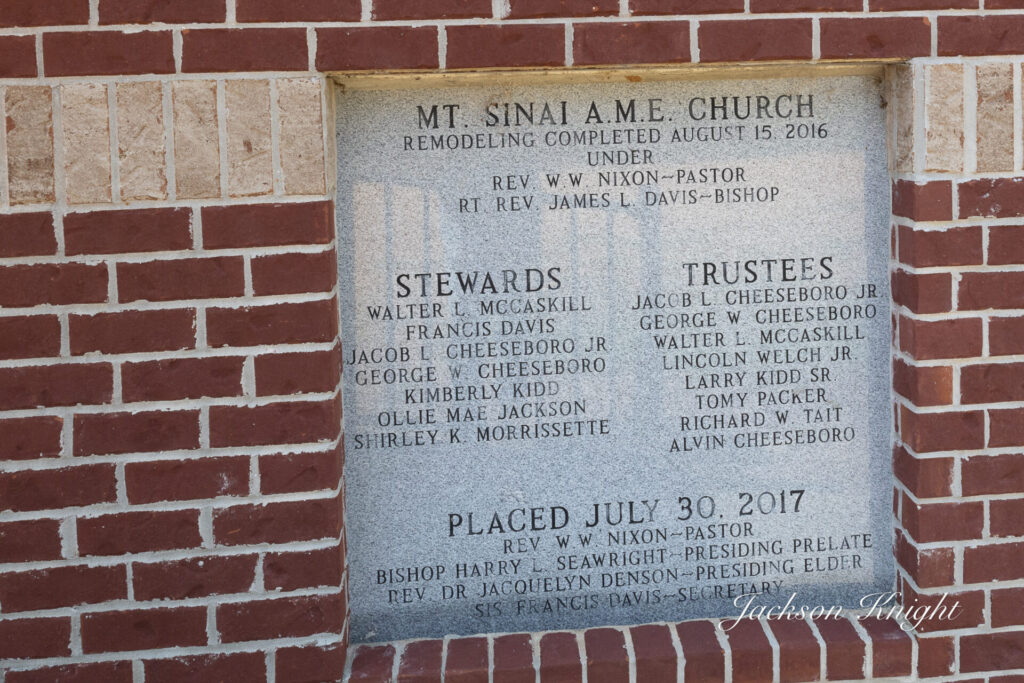 MT. SINAI A.M.E. CHURCH
REMODELING COMPLETED AUGUST 15, 2016
UNDER
REV. W.W. NIXON~PASTOR
RT. REV. JAMES L. DAVIS~BISHOP
STEWARDS
WALTER L. MCCASKILL
FRANCIS DAVIS
JACOB L. CHEESEBORO JR
GEORGE W. CHEESEBORO
KIMBERLY KIDD
OLLIE MAE JACKSON
SHIRLEY K. MORRISSETTE
TRUSTEES
JACOB L. CHEESEBORO JR.
GEORGE W. CHEESEBORO
WALTER L. MCCASKILL
LINCOLN WELCH JR.
LARRY KIDD SR.
TOMY PACKER
RICHARD W. TAIT
ALVIN CHEESEBORO
PLACED JULY 30, 2017
REV. W.W. NIXON~PASTOR
BISHOP HARRY L. SEAWRIGHT~PRESIDING PRELATE
REV. DR. JACQUELYN DENSON~PRESIDING ELDER
SIS. FRANCIS DAVIS~SECRETARY
Jackson Knight